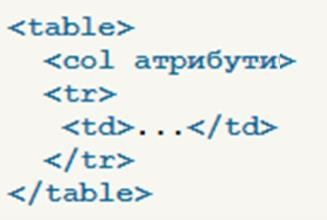 <table>
<col атрибути>
<tr>
<td>...</td>
</tr>
</table>